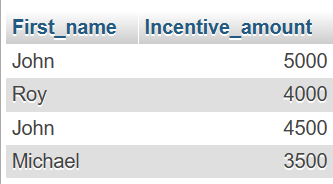 First_name Incentive_amount
John 5000
Roy 4000
John 4500
Michael 3500